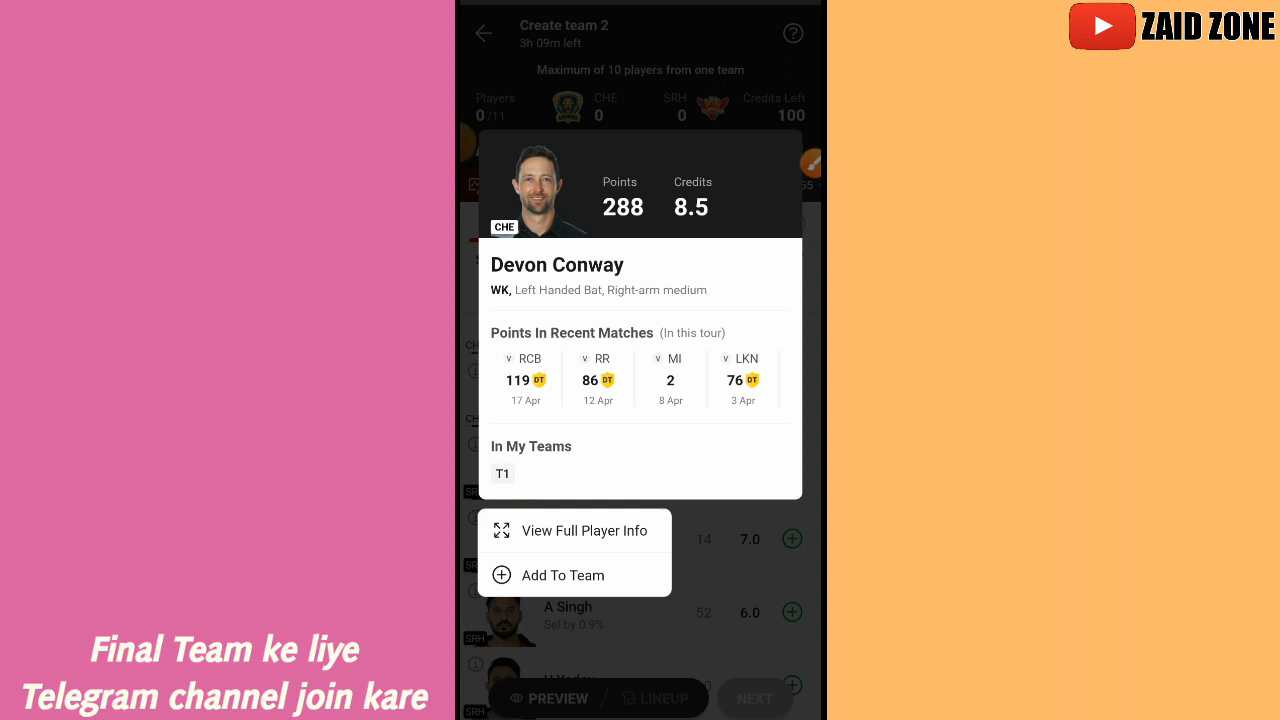 ZAID ZONE
Create team 2
3h 09m left
Maximum of 10 players from one team
Players CHE SRH Credits Left
0/11 0 0 100
Points Credits
288 8.5
CHE
Devon Conway
WK, Left Handed Bat, Right-arm medium
Points In Recent Matches (In this tour)
v RCB v RR v MI v LKN
119 DT 86 DT 2 76 DT
17 Apr 12 Apr 8 Apr 3 Apr
In My Teams
T1
View Full Player Info
14 7.0
Add To Team
A Singh
52 6.0
Sel by 0.9%
SRH
PREVIEW / LINEUP NEXT
SRH
Final Team ke liye
Telegram channel join kare